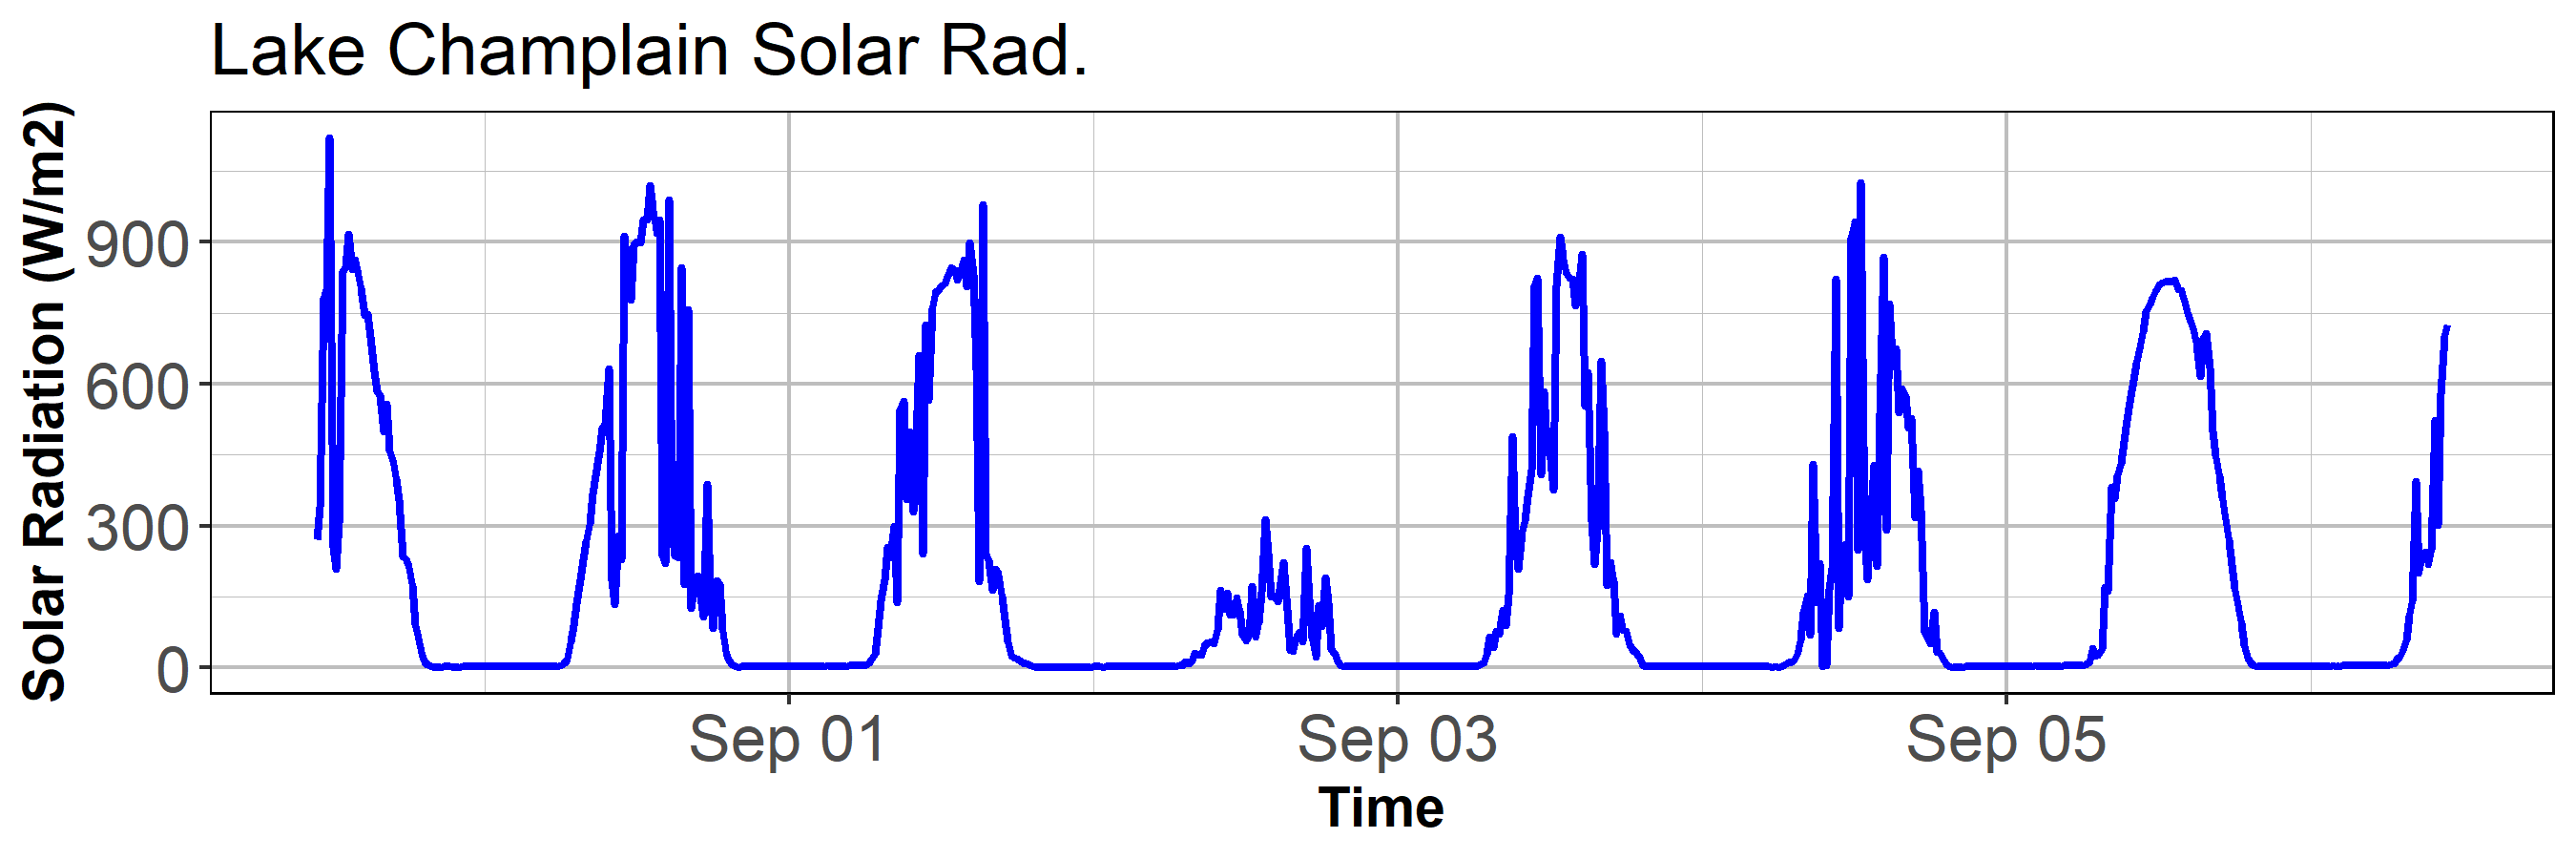 Lake Champlain Solar Rad.
Solar Radiation (W/m2)
900
600
300
0
Sep 01
Sep 03
Sep 05
Time